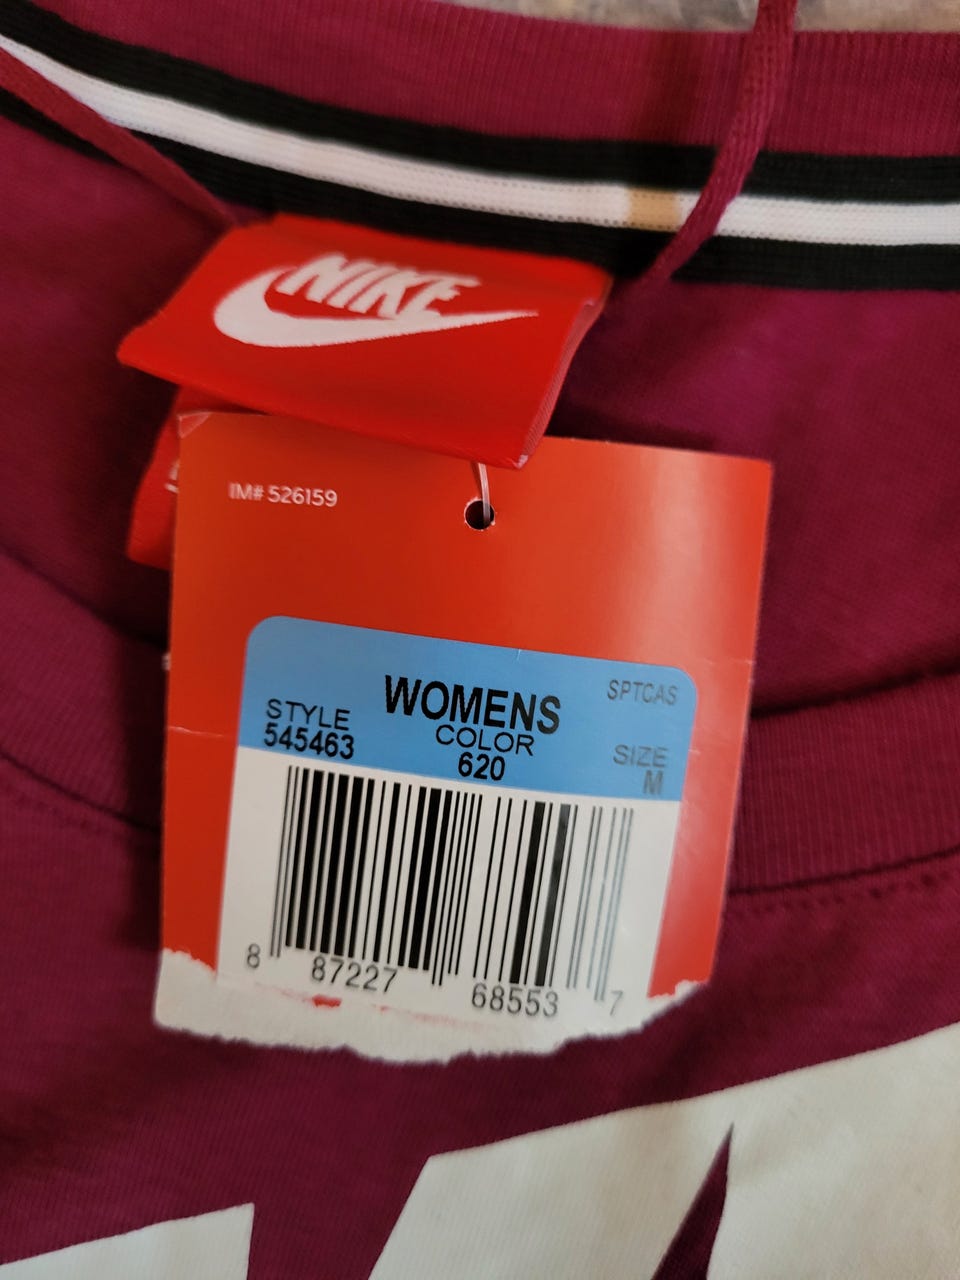 NIKE
IM# 526159
SPTCAS
WOMENS
STYLE COLOR SIZE
545463 620 M
8 87227 68553 7